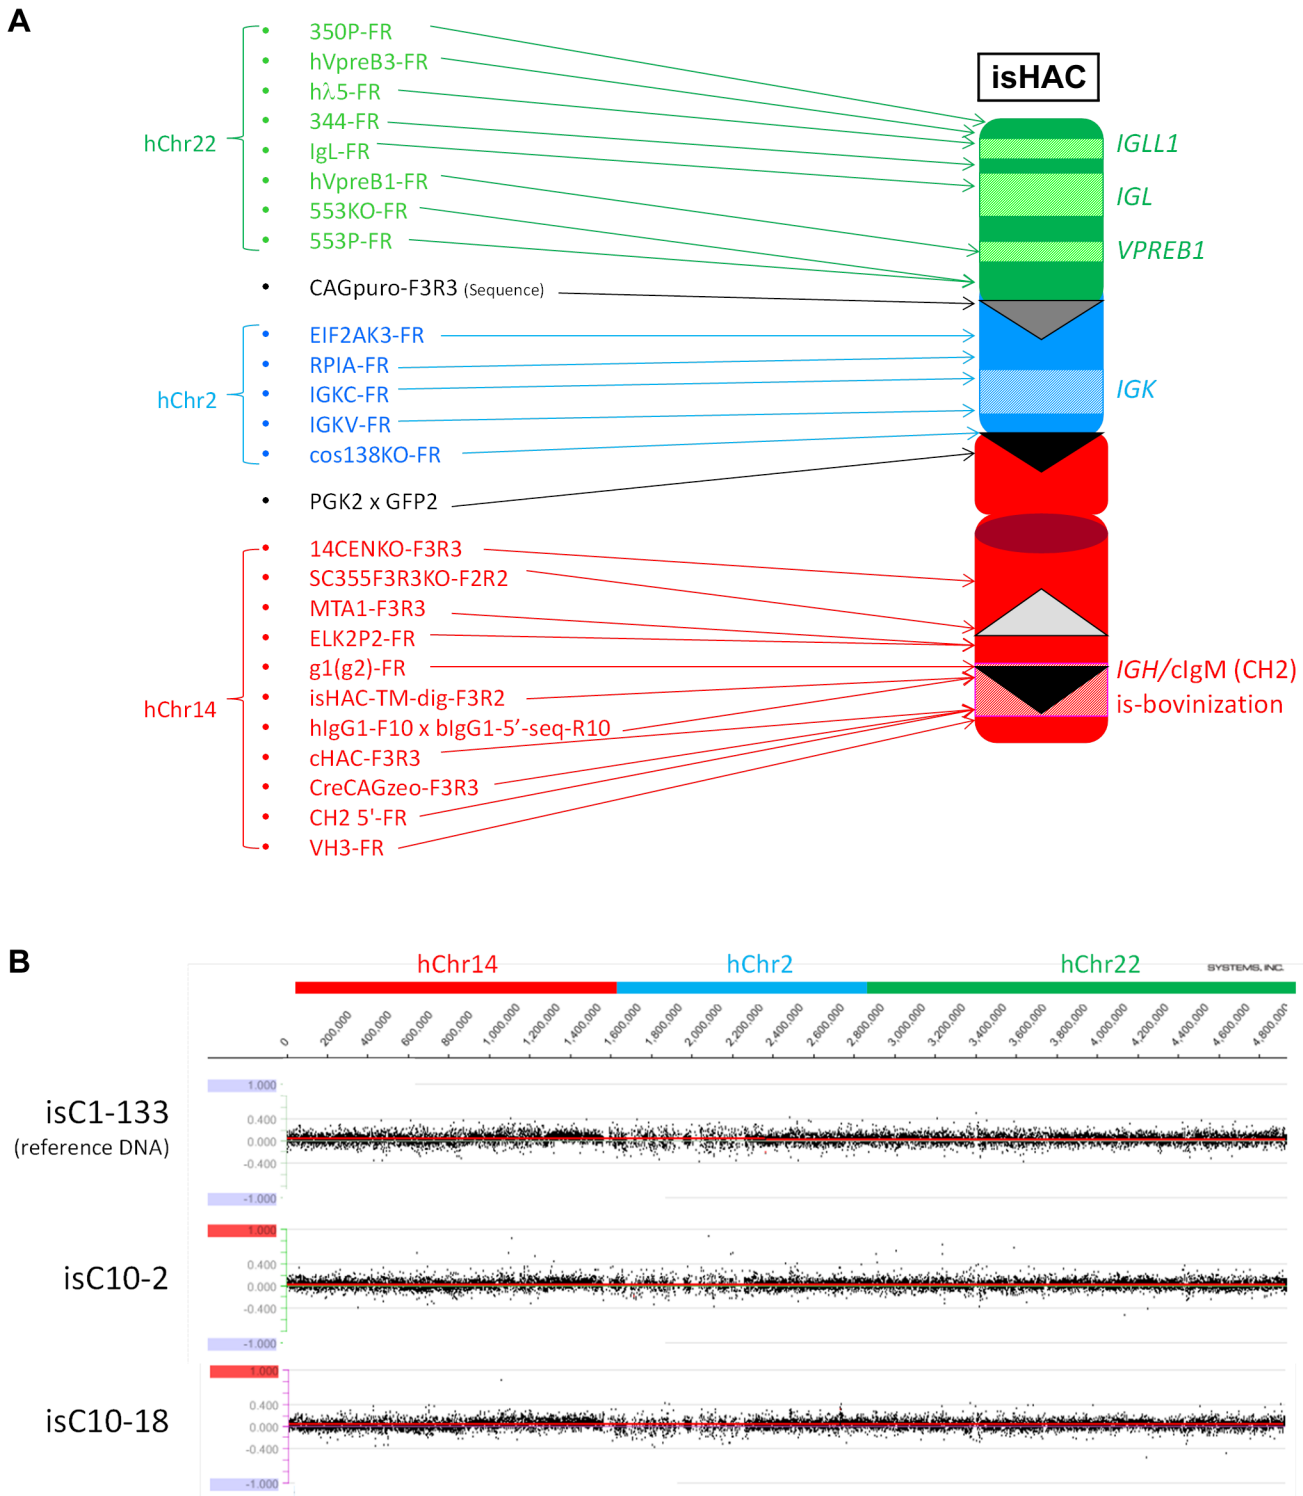 A
350P-FR
hVpreB3-FR
hλ5-FR
344-FR
IgL-FR
hVpreB1-FR
553KO-FR
553P-FR
hChr22
CAGpuro-F3R3 (Sequence)
EIF2AK3-FR
RPIA-FR
IGKC-FR
IGKV-FR
cos138KO-FR
hChr2
PGK2 x GFP2
14CENKO-F3R3
SC355F3R3KO-F2R2
MTA1-F3R3
ELK2P2-FR
g1(g2)-FR
isHAC-TM-dig-F3R2
hIgG1-F10 x bIgG1-5’-seq-R10
cHAC-F3R3
CreCAGzeo-F3R3
CH2 5'-FR
VH3-FR
hChr14
isHAC
IGLL1
IGL
VPREB1
IGK
IGH/cIgM (CH2)
is-bovinization
B
hChr14 hChr2 hChr22
SYSTEMS, INC.
0 200,000 400,000 600,000 800,000 1,000,000 1,200,000 1,400,000 1,600,000 1,800,000 2,000,000 2,200,000 2,400,000 2,600,000 2,800,000 3,000,000 3,200,000 3,400,000 3,600,000 3,800,000 4,000,000 4,200,000 4,400,000 4,600,000 4,800,000
isC1-133
(reference DNA)
1.000
0.400
0.000
-0.400
-1.000
isC10-2
1.000
0.400
0.000
-0.400
-1.000
isC10-18
1.000
0.400
0.000
-0.400
-1.000